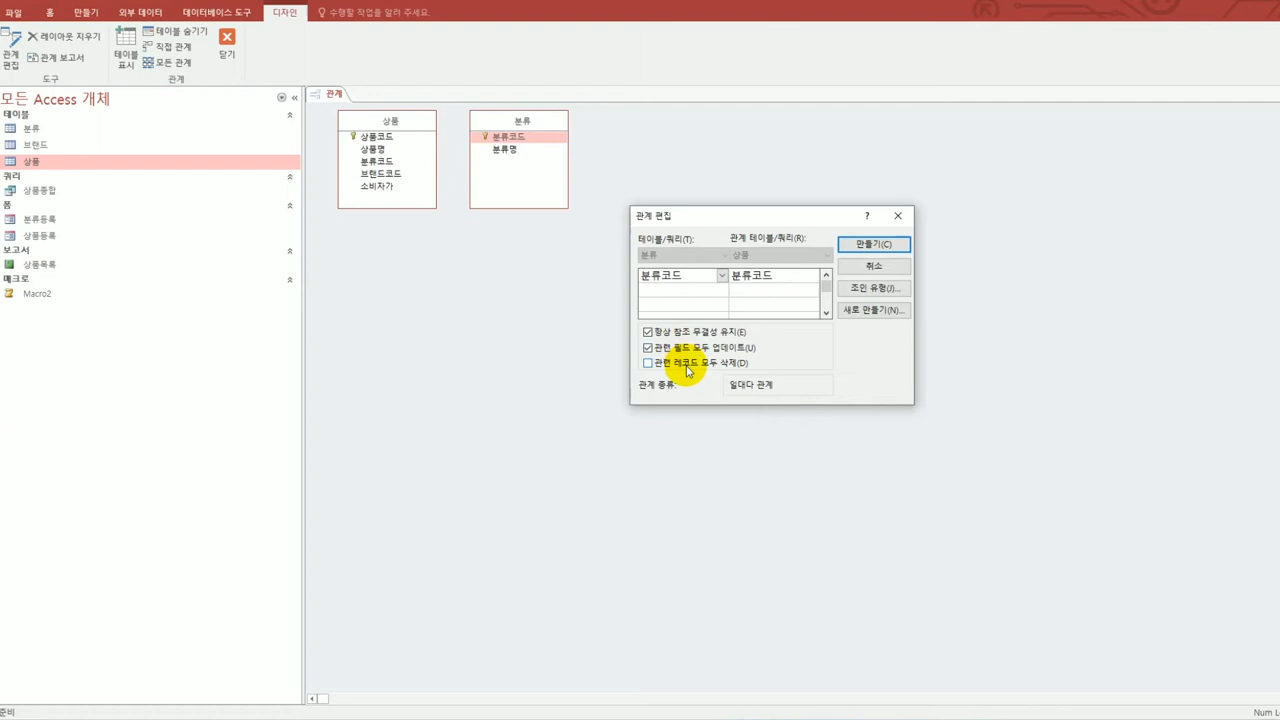 파일 홈 만들기 외부 데이터 데이터베이스 도구 디자인 수행할 작업을 알려 주세요.
관계 편집
레이아웃 지우기
관계 보고서
도구
테이블 표시
테이블 숨기기
직접 관계
모든 관계
관계
닫기
모든 Access 개체
테이블
분류
브랜드
상품
쿼리
상품종합
폼
분류등록
상품등록
보고서
상품목록
매크로
Macro2
관계
상품
상품코드
상품명
분류코드
브랜드코드
소비자가
분류
분류코드
분류명
관계 편집 ?
테이블/쿼리(T): 관계 테이블/쿼리(R):
분류 상품
분류코드 분류코드
만들기(C)
취소
조인 유형(J)...
새로 만들기(N)...
항상 참조 무결성 유지(E)
관련 필드 모두 업데이트(U)
관련 레코드 모두 삭제(D)
관계 종류: 일대다 관계
준비
Num L